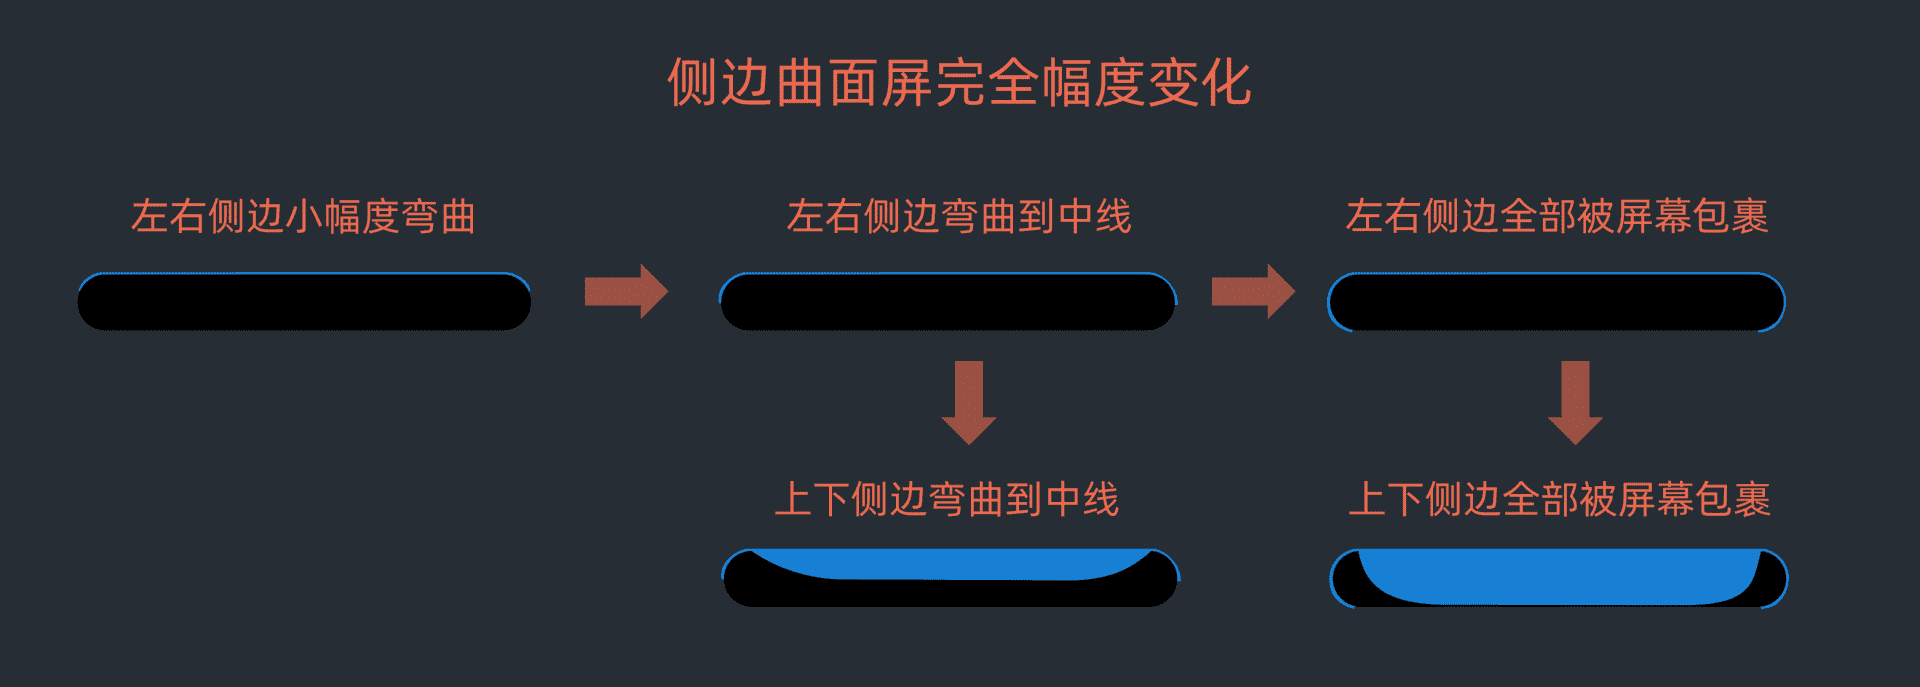 侧边曲面屏完全幅度变化
左右侧边小幅度弯曲
左右侧边弯曲到中线
左右侧边全部被屏幕包裹
上下侧边弯曲到中线
上下侧边全部被屏幕包裹